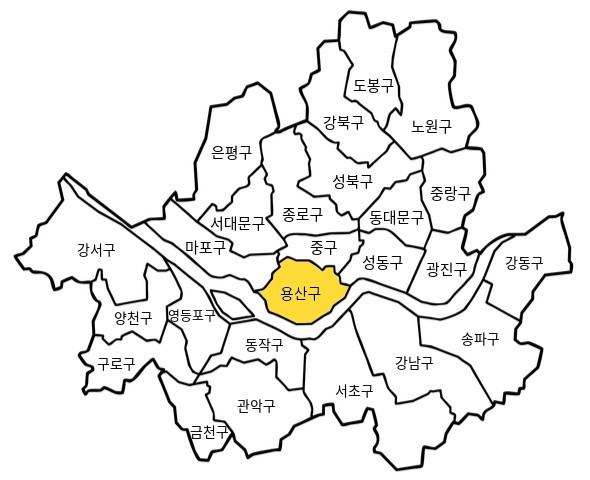 도봉구
강북구
노원구
은평구
성북구
중랑구
종로구
동대문구
서대문구
마포구
중구
강서구
성동구
광진구
강동구
용산구
양천구
영등포구
송파구
동작구
구로구
강남구
서초구
관악구
금천구